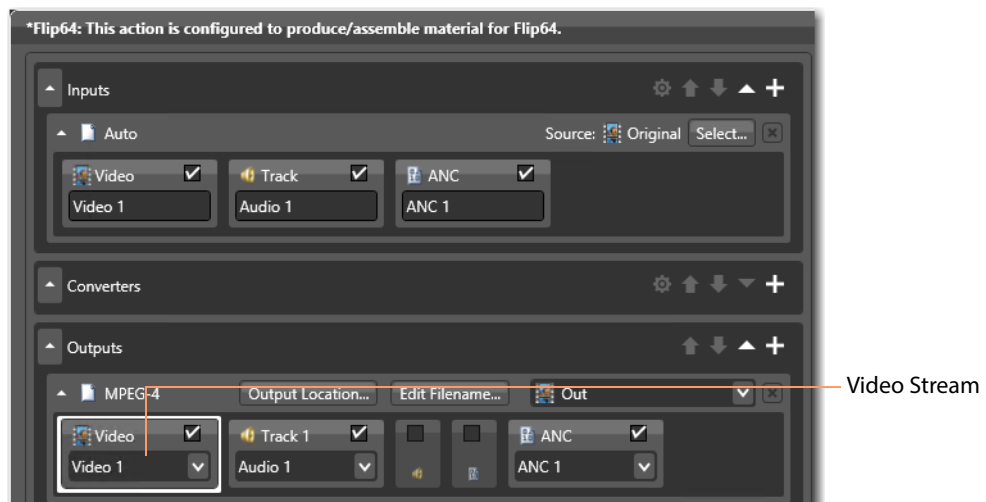 *Flip64: This action is configured to produce/assemble material for Flip64.
Inputs
Auto Source: Original Select...
Video Track ANC
Video 1 Audio 1 ANC 1
Converters
Outputs
MPEG-4 Output Location... Edit Filename... Out
Video Stream
Video Track 1 ANC
Video 1 Audio 1 ANC 1